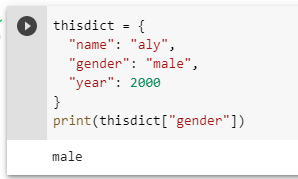 thisdict = {
  "name": "aly",
  "gender": "male",
  "year": 2000
}
print(thisdict["gender"])
male